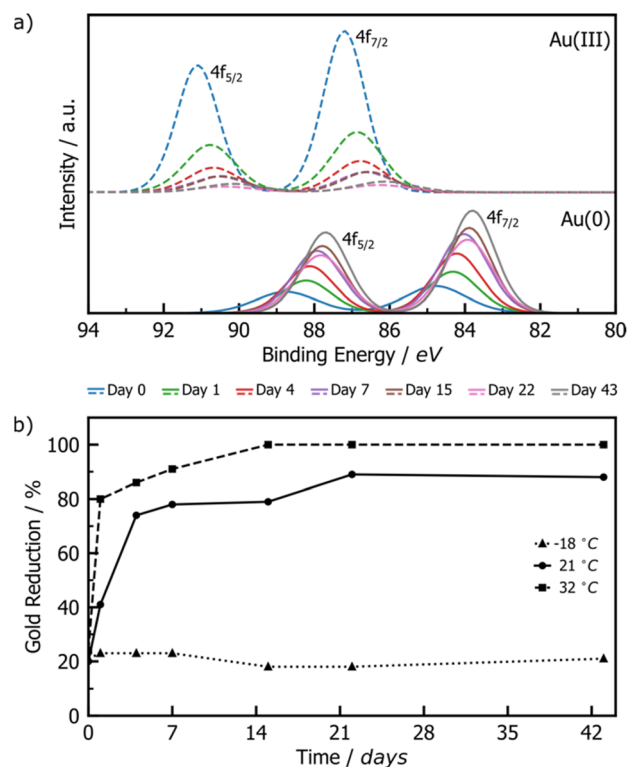 a)
4f7/2
Au(III)
4f5/2
Intensity / a.u.
4f5/2
4f7/2
Au(0)
94 92 90 88 86 84 82 80
Binding Energy / eV
Day 0 Day 1 Day 4 Day 7 Day 15 Day 22 Day 43
b)
100
80
60
40
20
0
Gold Reduction / %
-18 °C
21 °C
32 °C
0 7 14 21 28 35 42
Time / days